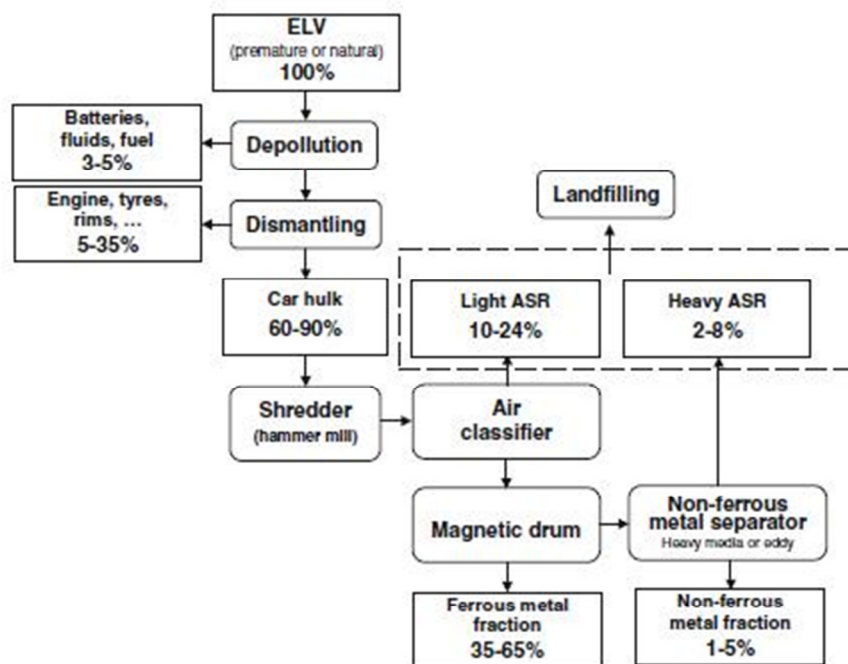 ELV
(premature or natural)
100%
Batteries,
fluids, fuel
3-5%
Depollution
Engine, tyres,
rims, ...
5-35%
Dismantling
Landfilling
Car hulk
60-90%
Light ASR
10-24%
Heavy ASR
2-8%
Shredder
(hammer mill)
Air
classifier
Magnetic drum
Non-ferrous
metal separator
Heavy media or eddy
Ferrous metal
fraction
35-65%
Non-ferrous
metal fraction
1-5%